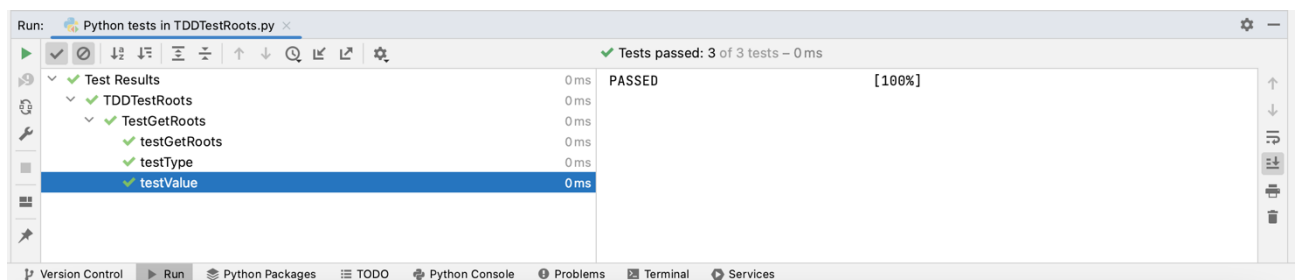 Run: Python tests in TDDTestRoots.py
Tests passed: 3 of 3 tests – 0 ms
Test Results 0 ms PASSED [100%]
TDDTestRoots 0 ms
TestGetRoots 0 ms
testGetRoots 0 ms
testType 0 ms
testValue 0 ms
Version Control Run Python Packages TODO Python Console Problems Terminal Services